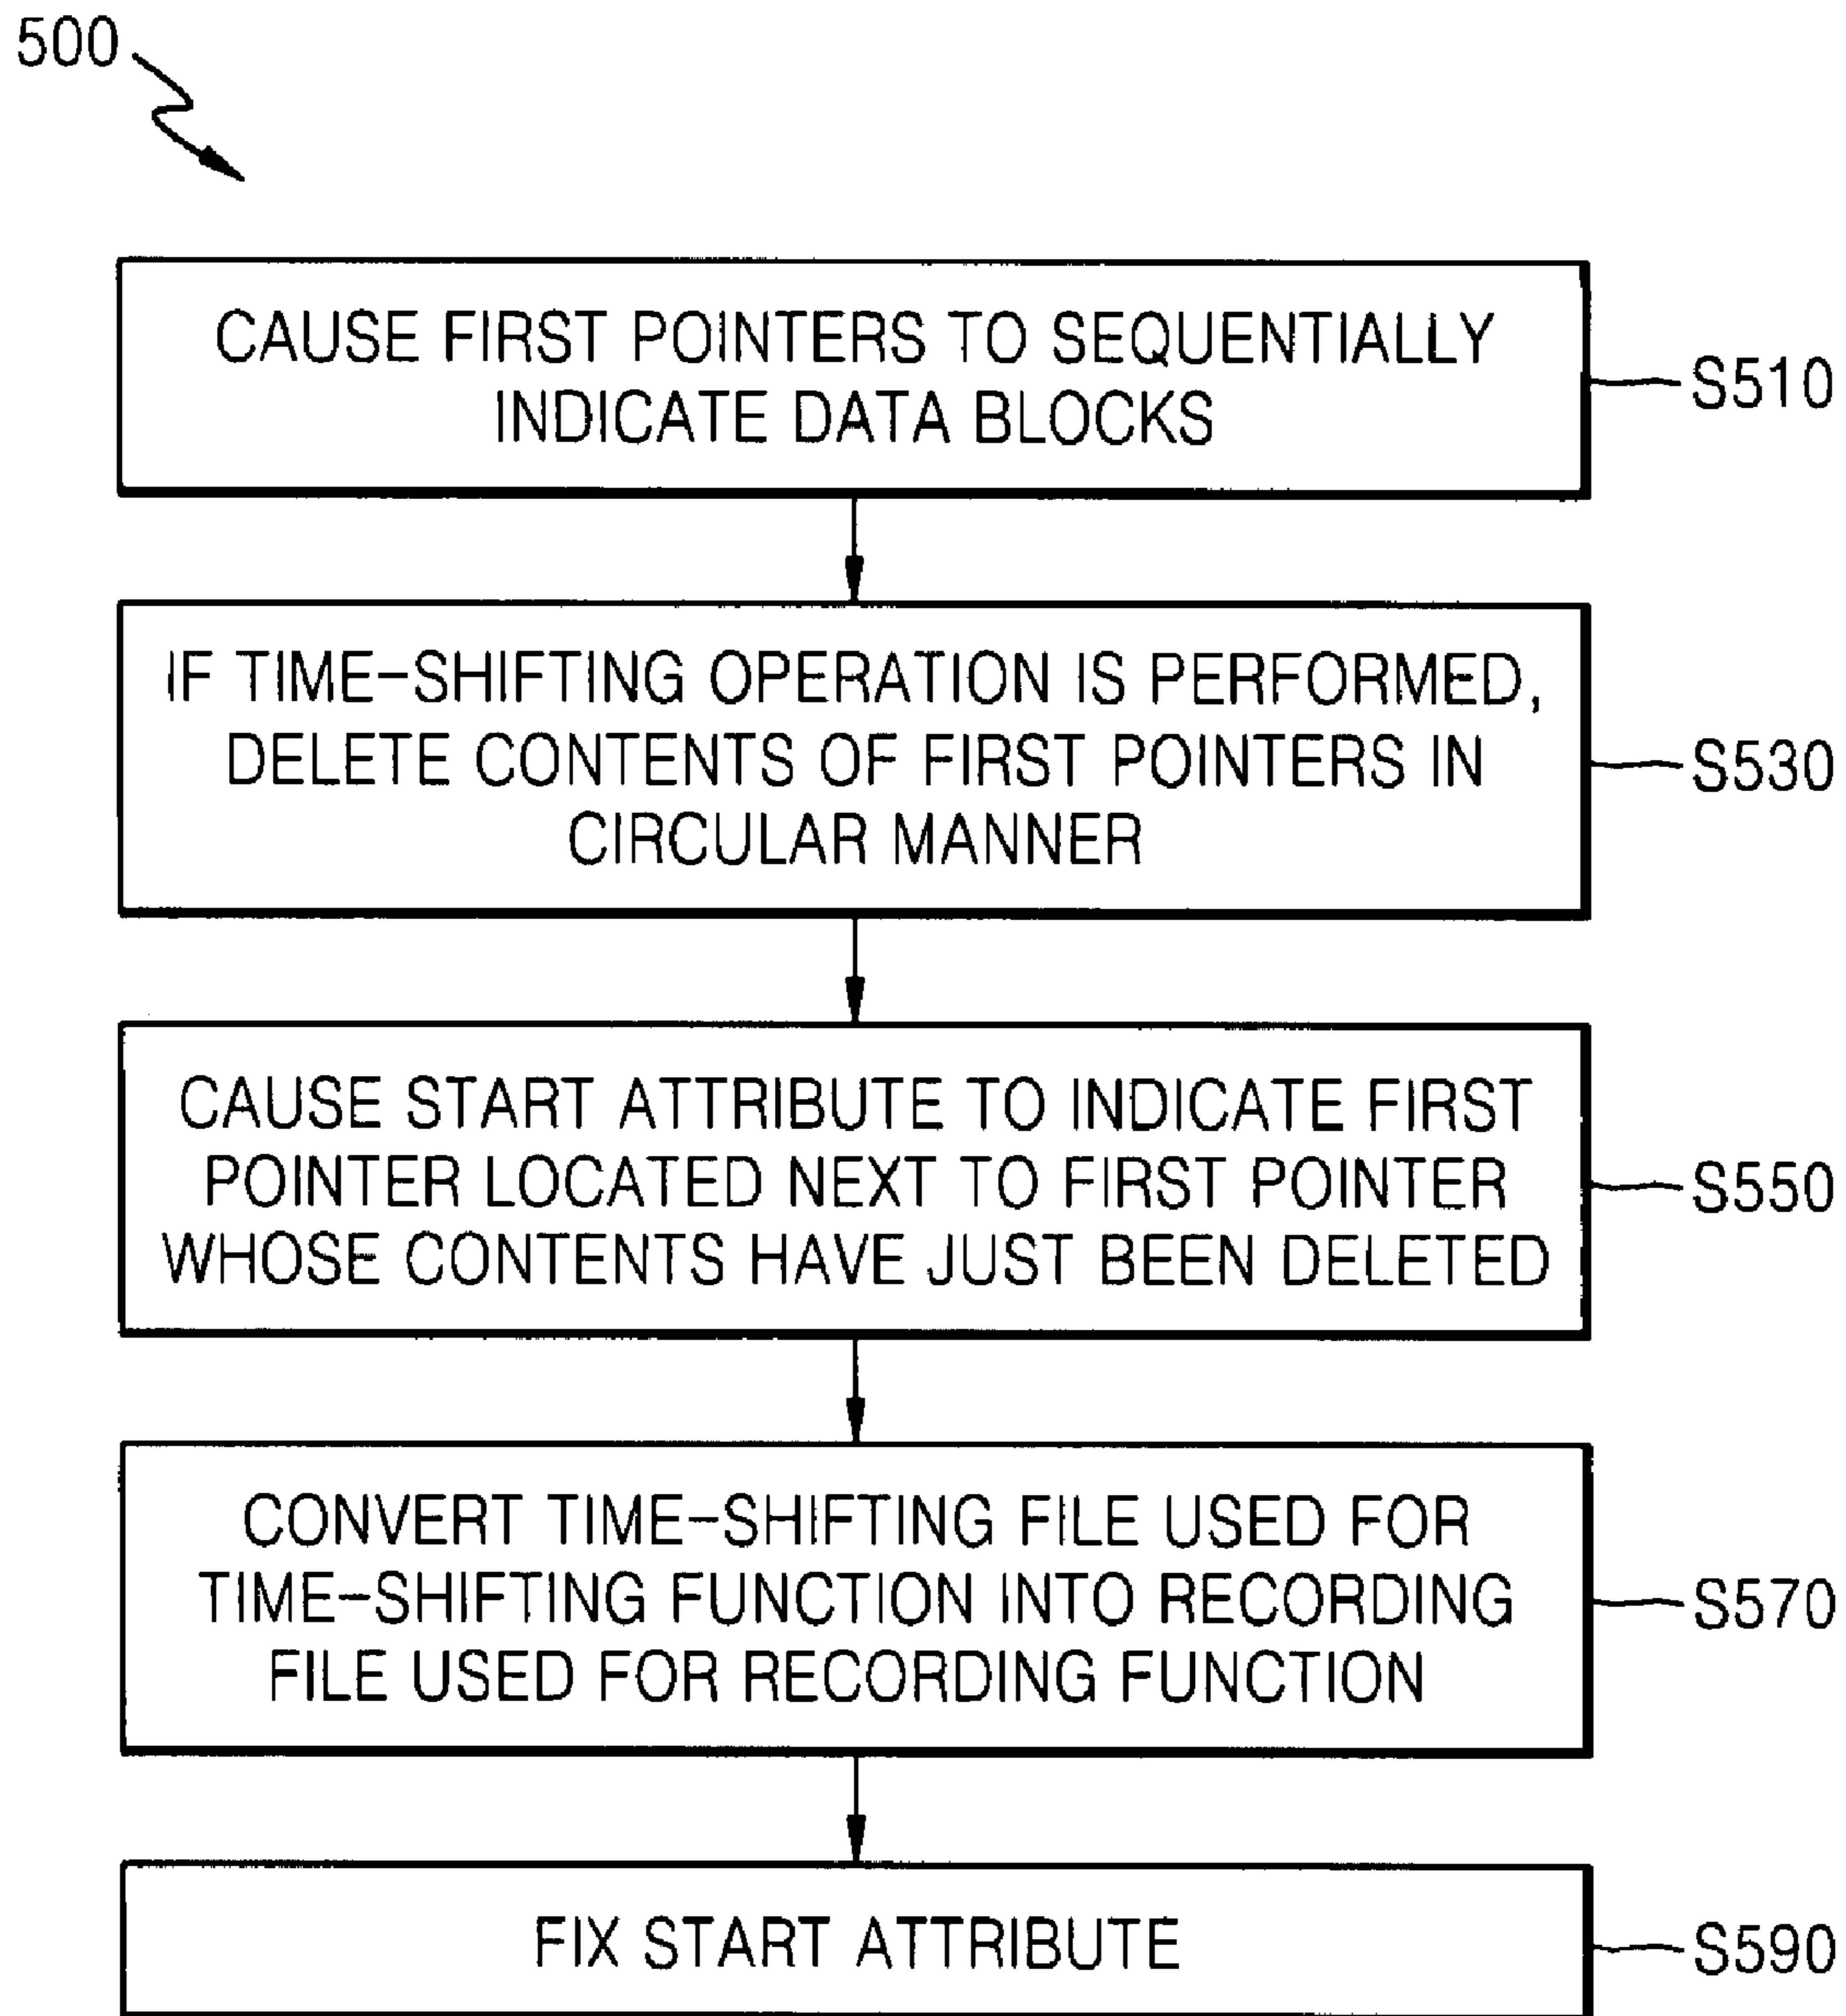 500
CAUSE FIRST POINTERS TO SEQUENTIALLY
INDICATE DATA BLOCKS
S510
IF TIME-SHIFTING OPERATION IS PERFORMED,
DELETE CONTENTS OF FIRST POINTERS IN
CIRCULAR MANNER
S530
CAUSE START ATTRIBUTE TO INDICATE FIRST
POINTER LOCATED NEXT TO FIRST POINTER
WHOSE CONTENTS HAVE JUST BEEN DELETED
S550
CONVERT TIME-SHIFTING FILE USED FOR
TIME-SHIFTING FUNCTION INTO RECORDING
FILE USED FOR RECORDING FUNCTION
S570
FIX START ATTRIBUTE
S590